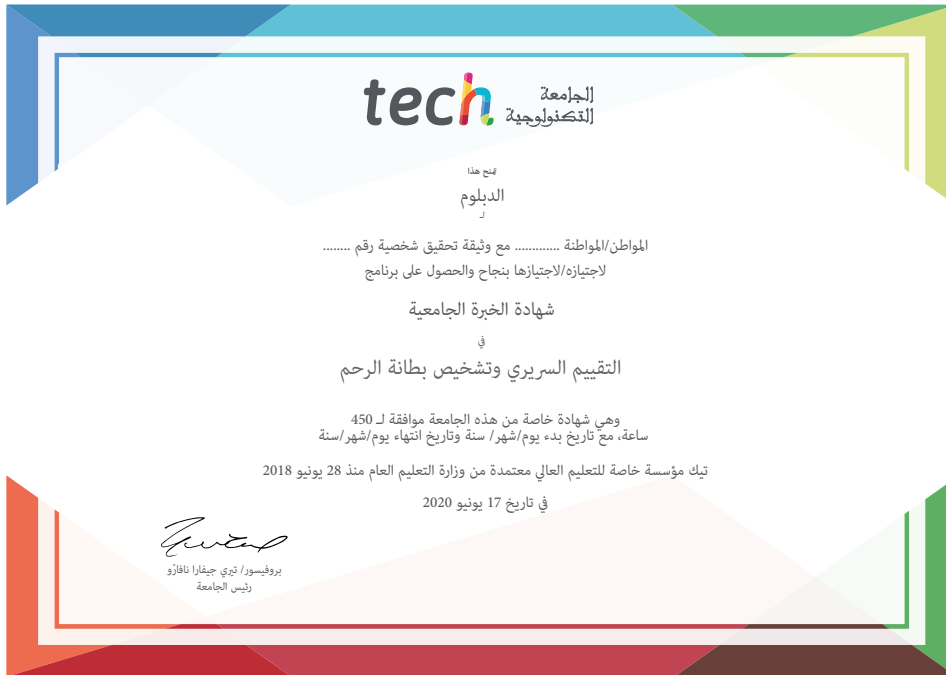 tech الجامعة
التكنولوجية
يمنح هذا
الدبلوم
لـ
المواطن/المواطنة ............ مع وثيقة تحقيق شخصية رقم ........
لاجتيازه/لاجتيازها بنجاح والحصول على برنامج
شهادة الخبرة الجامعية
في
التقييم السريري وتشخيص بطانة الرحم
وهي شهادة خاصة من هذه الجامعة موافقة لـ 450
ساعة، مع تاريخ بدء يوم/شهر/ سنة وتاريخ انتهاء يوم/شهر/سنة
تيك مؤسسة خاصة للتعليم العالي معتمدة من وزارة التعليم العام منذ 28 يونيو 2018
في تاريخ 17 يونيو 2020
بروفيسور/ تيري جيفارا نافارو
رئيس الجامعة